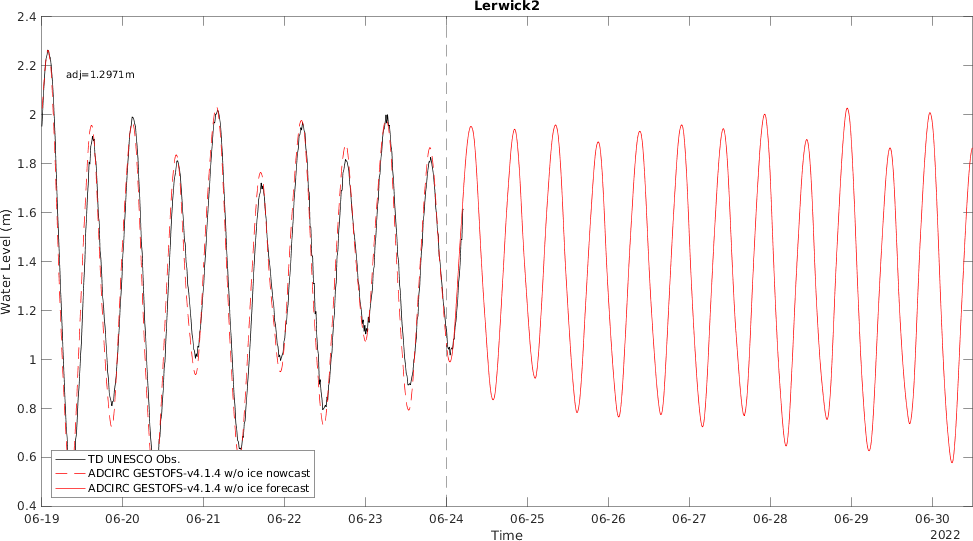 Lerwick2
2.4
2.2
2
1.8
1.6
1.4
1.2
1
0.8
0.6
0.4
Water Level (m)
adj=1.2971m
TD UNESCO Obs.
ADCIRC GESTOFS-v4.1.4 w/o ice nowcast
ADCIRC GESTOFS-v4.1.4 w/o ice forecast
06-19 06-20 06-21 06-22 06-23 06-24 06-25 06-26 06-27 06-28 06-29 06-30
Time
2022